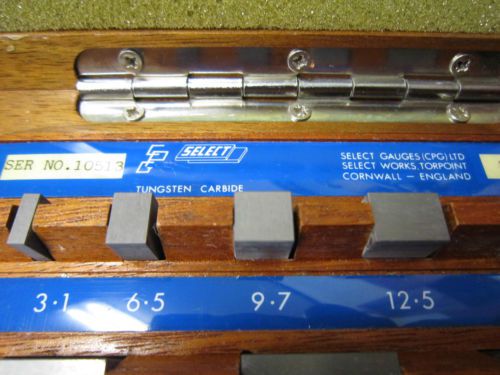 SER NO. 10513
CPG
SELECT
TUNGSTEN CARBIDE
SELECT GAUGES (CPG) LTD
SELECT WORKS, TORPOINT
CORNWALL - ENGLAND
3·1 6·5 9·7 12·5